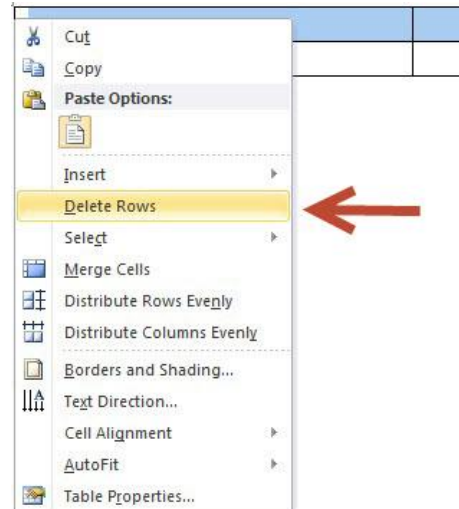 Cut
Copy
Paste Options:
Insert
Delete Rows
Select
Merge Cells
Distribute Rows Evenly
Distribute Columns Evenly
Borders and Shading...
Text Direction...
Cell Alignment
AutoFit
Table Properties...